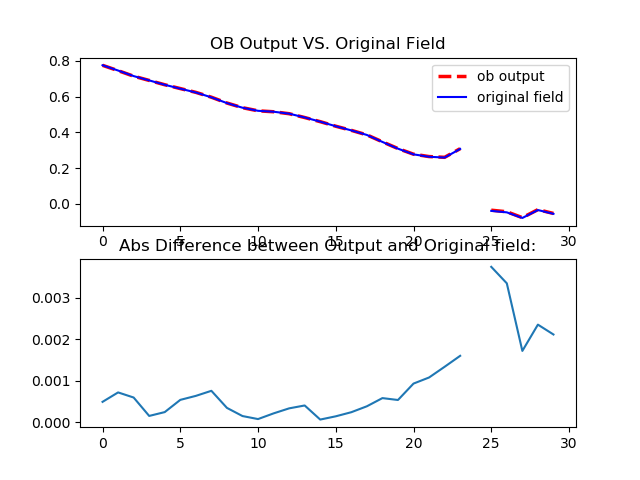 OB Output VS. Original Field
0.8
0.6
0.4
0.2
0.0
ob output
original field
0 5 10 15 20 25 30
Abs Difference between Output and Original field:
0.003
0.002
0.001
0.000
0 5 10 15 20 25 30